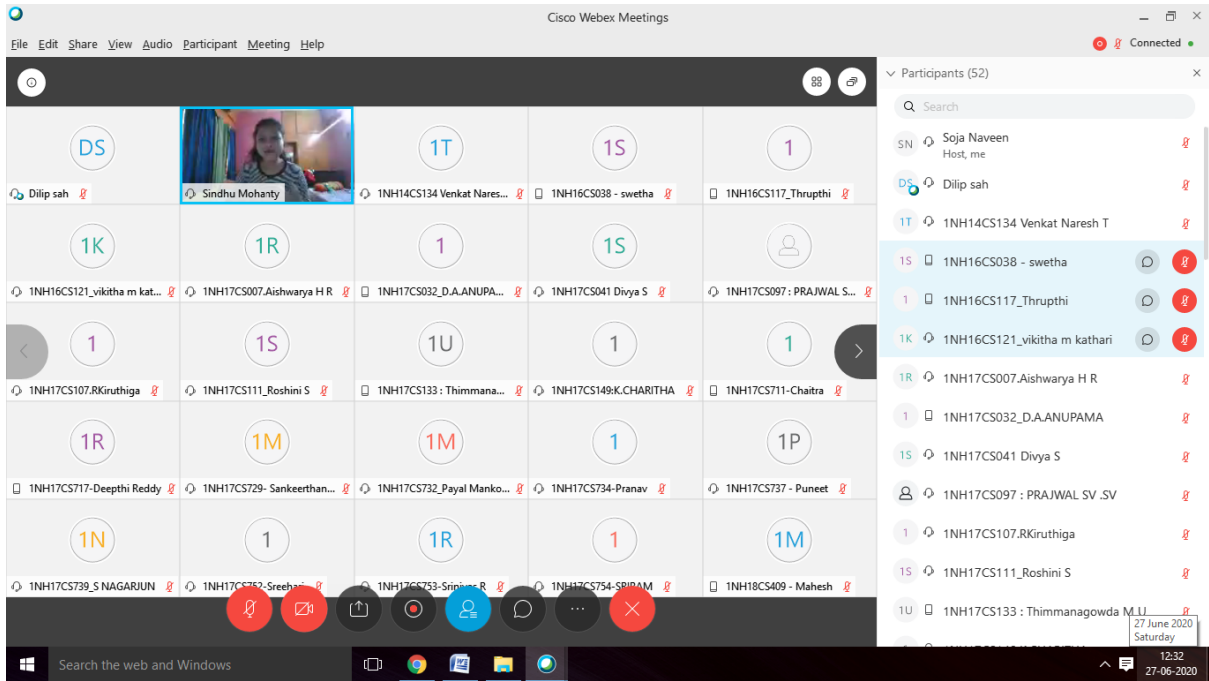 Cisco Webex Meetings
File Edit Share View Audio Participant Meeting Help
Connected
Participants (52)
Search
DS
Dilip sah
Sindhu Mohanty
1T
1NH14CS134 Venkat Nares...
1S
1NH16CS038 - swetha
1
1NH16CS117_Thrupthi
1K
1NH16CS121_vikitha m kat...
1R
1NH17CS007.Aishwarya H R
1
1NH17CS032_D.A.ANUPA...
1S
1NH17CS041 Divya S
1NH17CS097 : PRAJWAL S...
1
1NH17CS107.RKiruthiga
1S
1NH17CS111_Roshini S
1U
1NH17CS133 : Thimmana...
1
1NH17CS149:K.CHARITHA
1
1NH17CS711-Chaitra
1R
1NH17CS717-Deepthi Reddy
1M
1NH17CS729- Sankeerthan...
1M
1NH17CS732_Payal Manko...
1
1NH17CS734-Pranav
1P
1NH17CS737 - Puneet
1N
1NH17CS739_S NAGARJUN
1
1NH17CS752-Sreehari
1R
1NH17CS753-Srinivas R
1
1NH17CS754-SRIRAM
1M
1NH18CS409 - Mahesh
SN
Soja Naveen
Host, me
DS
Dilip sah
1T
1NH14CS134 Venkat Naresh T
1S
1NH16CS038 - swetha
1
1NH16CS117_Thrupthi
1K
1NH16CS121_vikitha m kathari
1R
1NH17CS007.Aishwarya H R
1
1NH17CS032_D.A.ANUPAMA
1S
1NH17CS041 Divya S
1NH17CS097 : PRAJWAL SV .SV
1
1NH17CS107.RKiruthiga
1S
1NH17CS111_Roshini S
1U
1NH17CS133 : Thimmanagowda M U
27 June 2020
Saturday
Search the web and Windows
12:32
27-06-2020